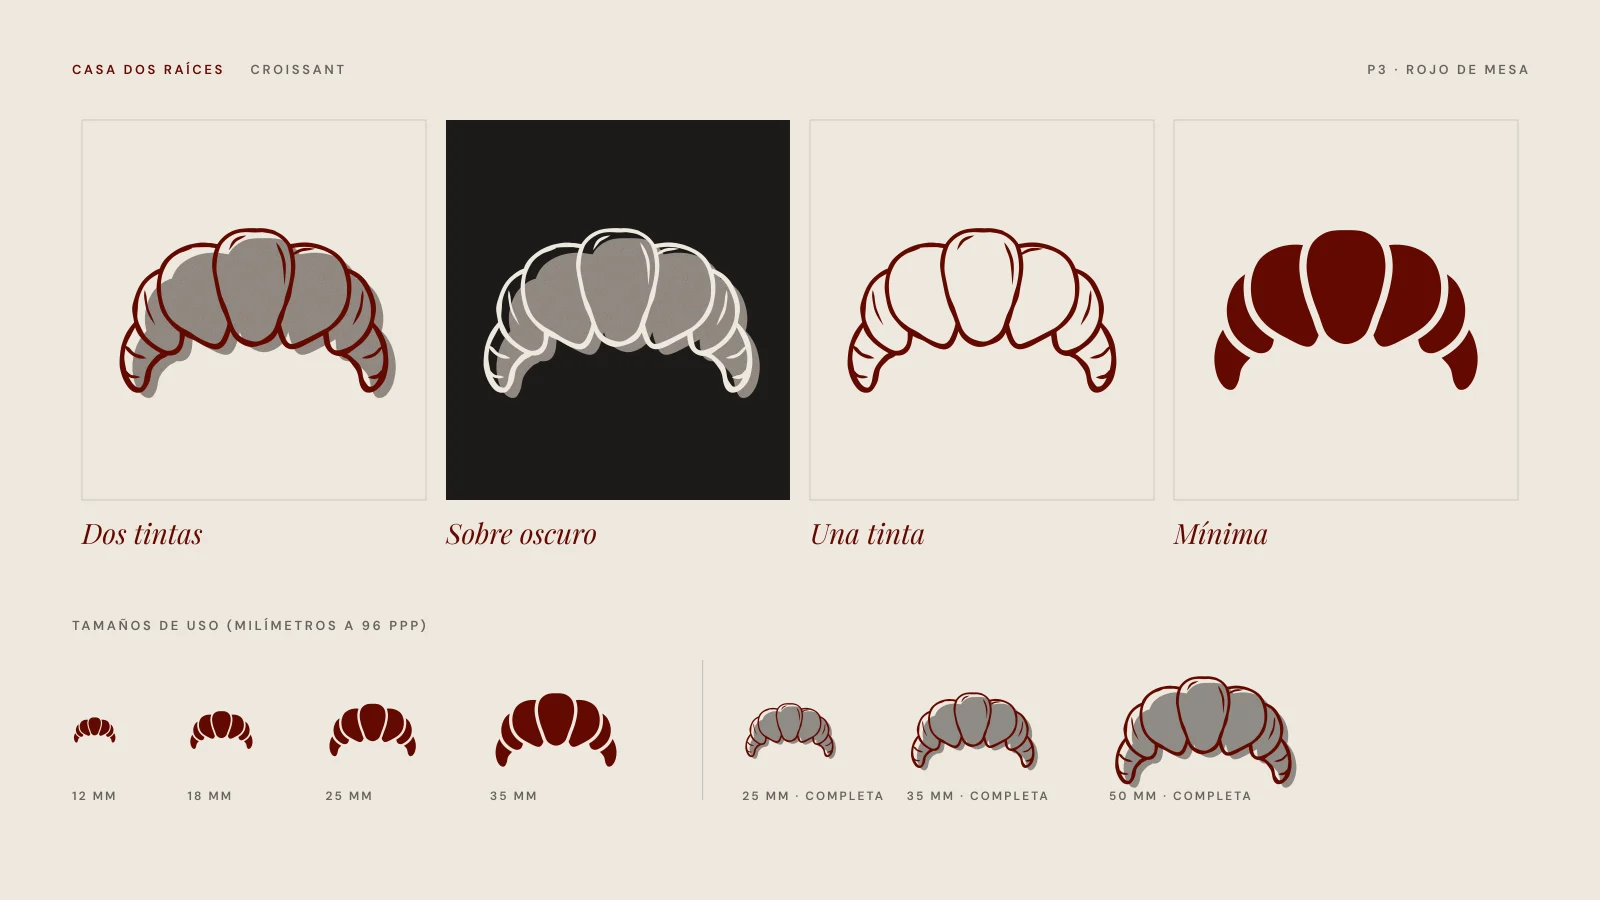 CASA DOS RAÍCES CROISSANT
P3 · ROJO DE MESA
Dos tintas
Sobre oscuro
Una tinta
Mínima
TAMAÑOS DE USO (MILÍMETROS A 96 PPP)
12 MM
18 MM
25 MM
35 MM
25 MM · COMPLETA
35 MM · COMPLETA
50 MM · COMPLETA